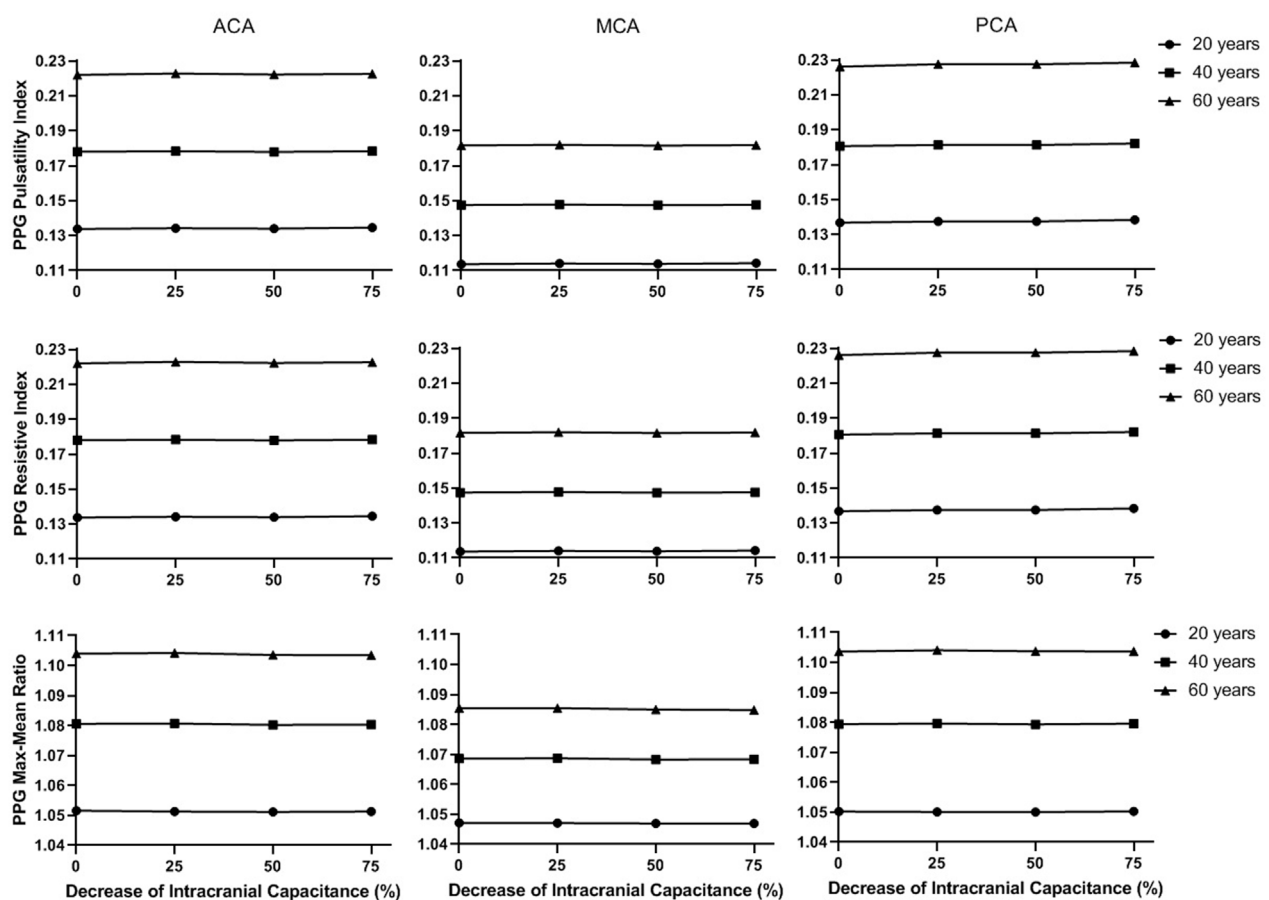 ACA
MCA
PCA
20 years
40 years
60 years
PPG Pulsatility Index
0.23
0.21
0.19
0.17
0.15
0.13
0.11
0 25 50 75
0.23
0.21
0.19
0.17
0.15
0.13
0.11
0 25 50 75
0.23
0.21
0.19
0.17
0.15
0.13
0.11
0 25 50 75
20 years
40 years
60 years
PPG Resistive Index
0.23
0.21
0.19
0.17
0.15
0.13
0.11
0 25 50 75
0.23
0.21
0.19
0.17
0.15
0.13
0.11
0 25 50 75
0.23
0.21
0.19
0.17
0.15
0.13
0.11
0 25 50 75
20 years
40 years
60 years
PPG Max-Mean Ratio
1.11
1.10
1.09
1.08
1.07
1.06
1.05
1.04
0 25 50 75
Decrease of Intracranial Capacitance (%)
1.11
1.10
1.09
1.08
1.07
1.06
1.05
1.04
0 25 50 75
Decrease of Intracranial Capacitance (%)
1.11
1.10
1.09
1.08
1.07
1.06
1.05
1.04
0 25 50 75
Decrease of Intracranial Capacitance (%)